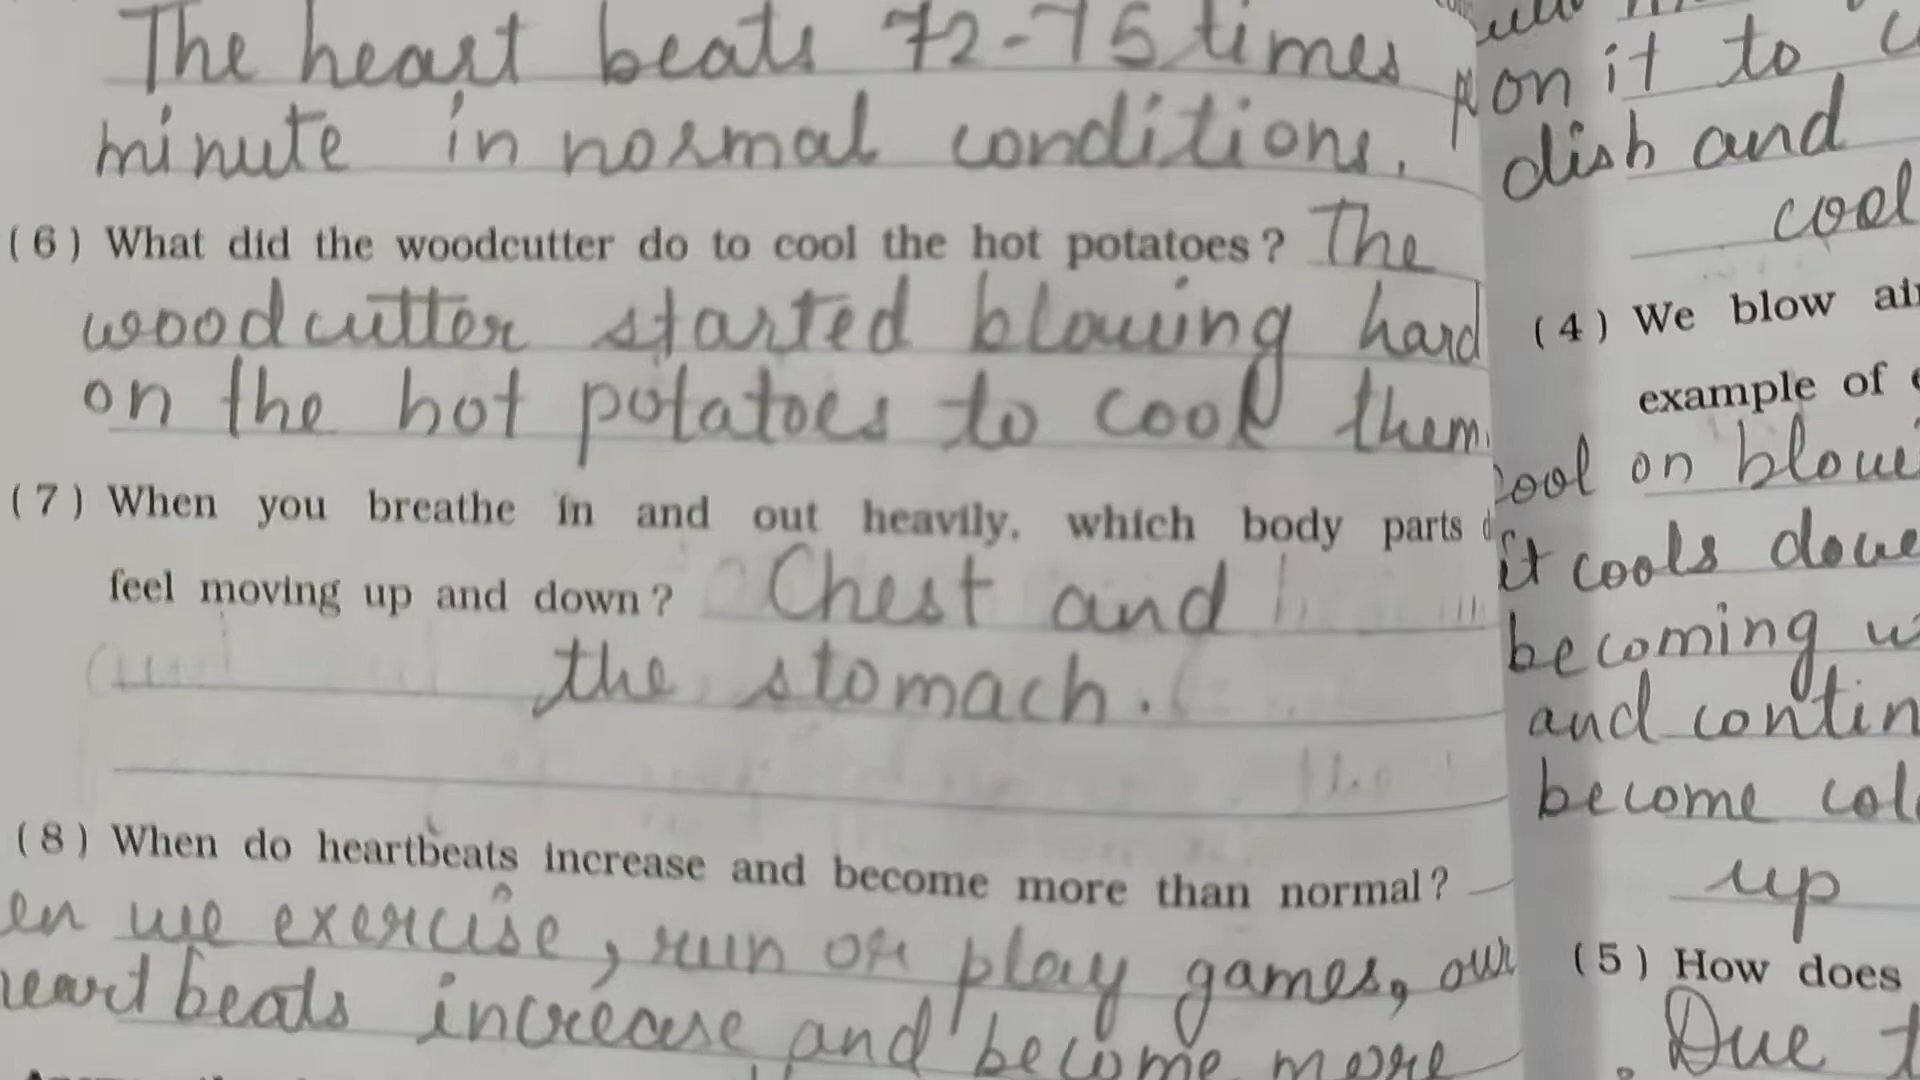 The heart beats 72-75 times
minute in normal conditions.
(6) What did the woodcutter do to cool the hot potatoes? The
woodcutter started blowing hard
on the hot potatoes to cool them.
(7) When you breathe in and out heavily, which body parts
feel moving up and down? Chest and
the stomach.
(8) When do heartbeats increase and become more than normal?
en we exercise, run or play games, our
heart beats increase and become more
on it to
dish and
cool
(4) We blow air
example of
cool on
it cools
becoming
and contin
become col
up
(5) How does
Due t